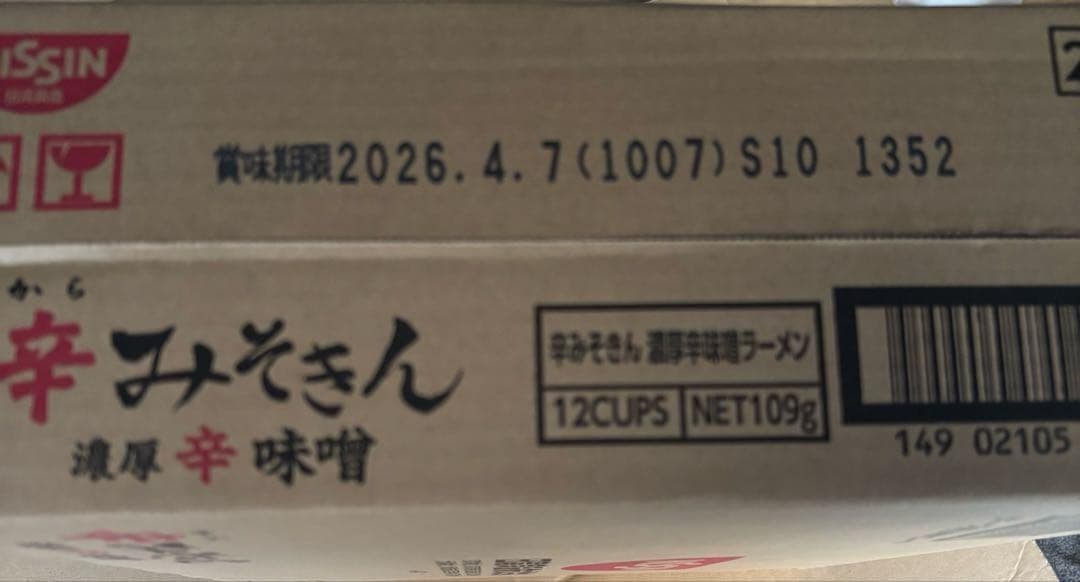 NISSIN
賞味期限2026.4.7(1007)S10 1352
から
辛みそきん
濃厚辛味噌
辛みそきん 濃厚辛味噌ラーメン
12CUPS NET109g
149 02105